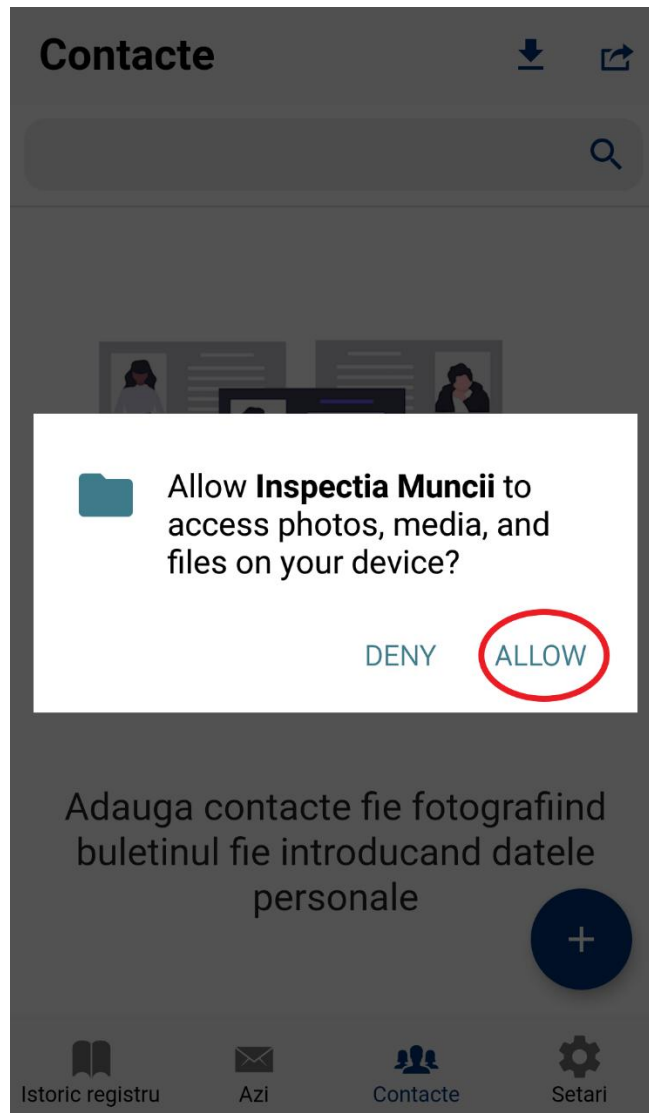 Contacte
Allow Inspectia Muncii to
access photos, media, and
files on your device?
DENY ALLOW
Adauga contacte fie fotografiind
buletinul fie introducand datele
personale
Istoric registru Azi Contacte Setari